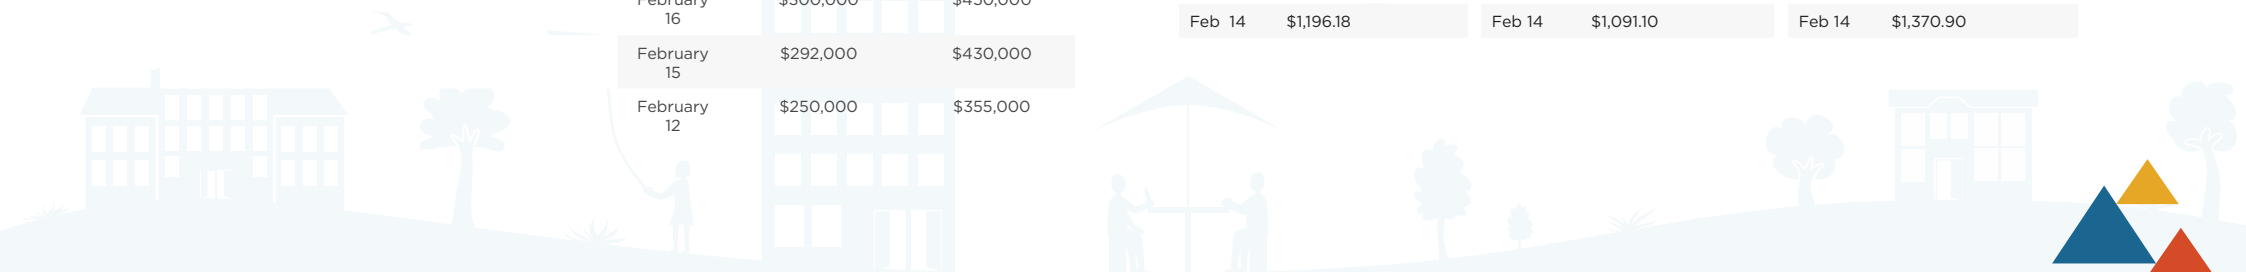 February
16
February $292,000 $430,000
15
February $250,000 $355,000
12
Feb 14 $1,196.18
Feb 14 $1,091.10
Feb 14 $1,370.90